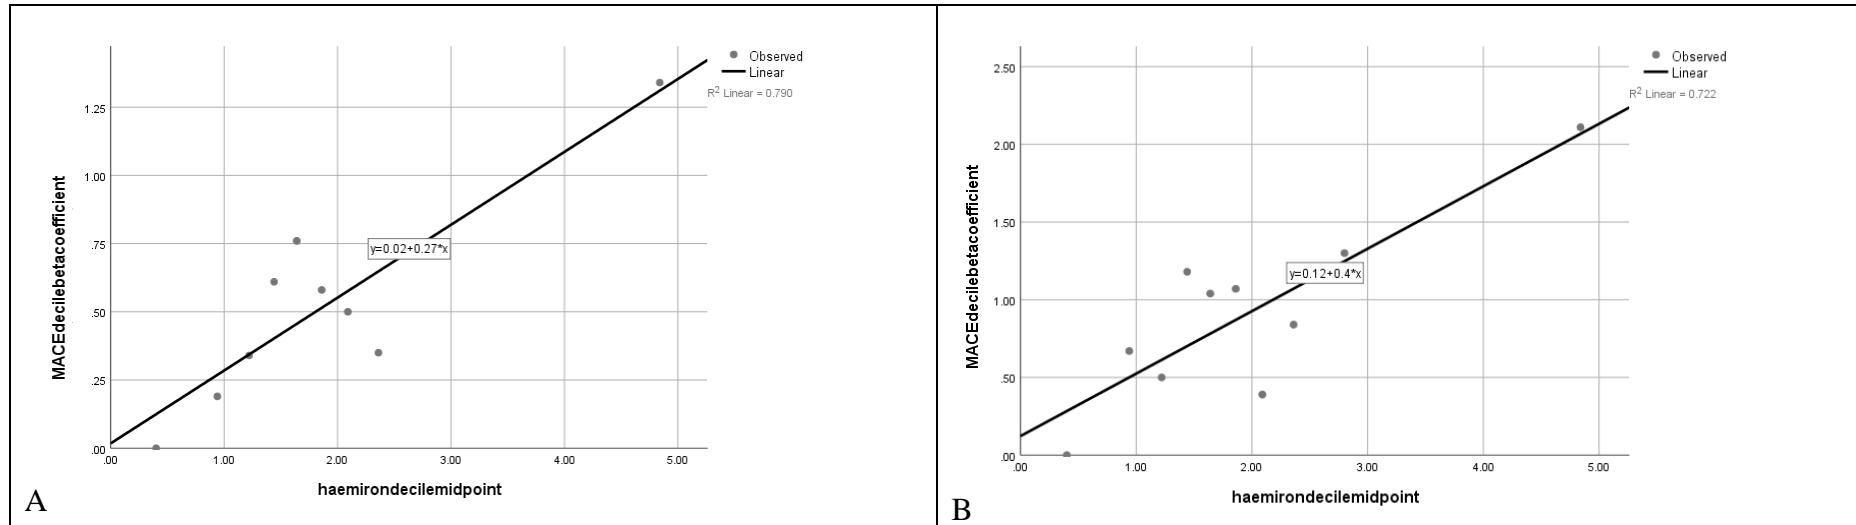 Observed
Linear
R2 Linear = 0.790
1.25
1.00
.75
.50
.25
.00
MACEdecilebetacoefficient
y=0.02+0.27*x
.00 1.00 2.00 3.00 4.00 5.00
haemirondecilemidpoint
A
Observed
Linear
R2 Linear = 0.722
2.50
2.00
1.50
1.00
.50
.00
MACEdecilebetacoefficient
y=0.12+0.4*x
.00 1.00 2.00 3.00 4.00 5.00
haemirondecilemidpoint
B